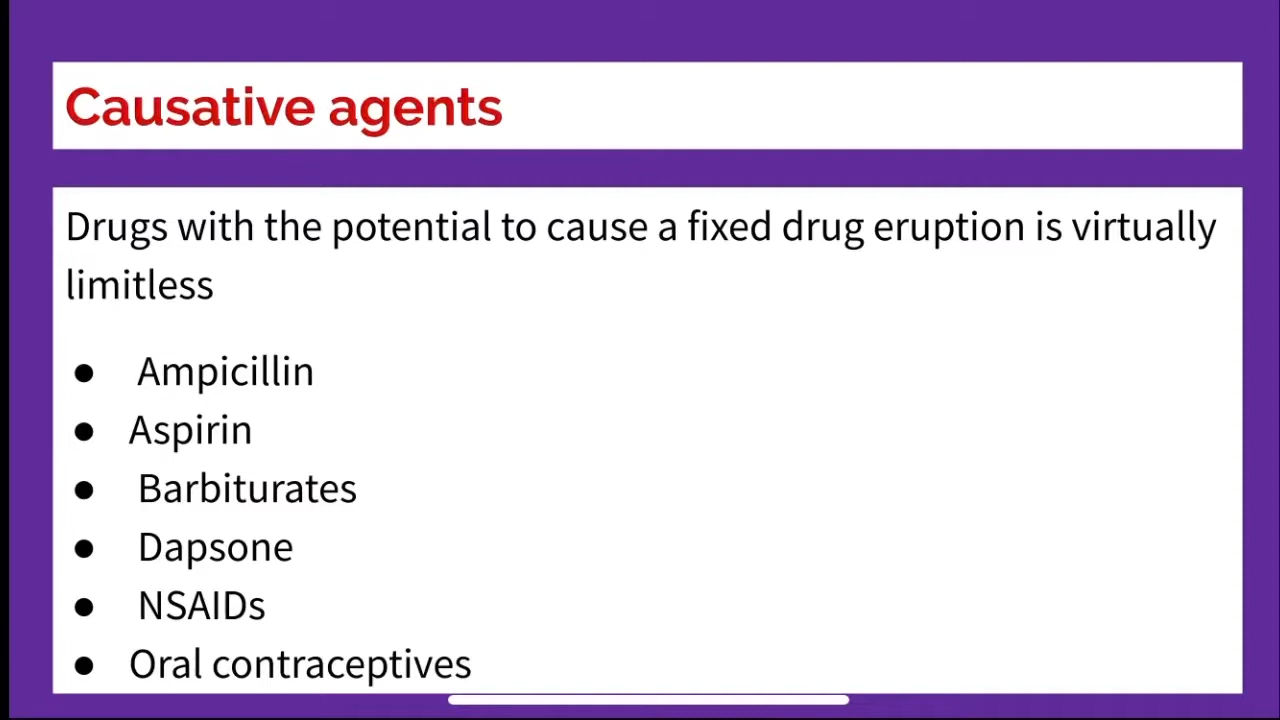 Causative agents
Drugs with the potential to cause a fixed drug eruption is virtually
limitless
● Ampicillin
● Aspirin
● Barbiturates
● Dapsone
● NSAIDs
● Oral contraceptives